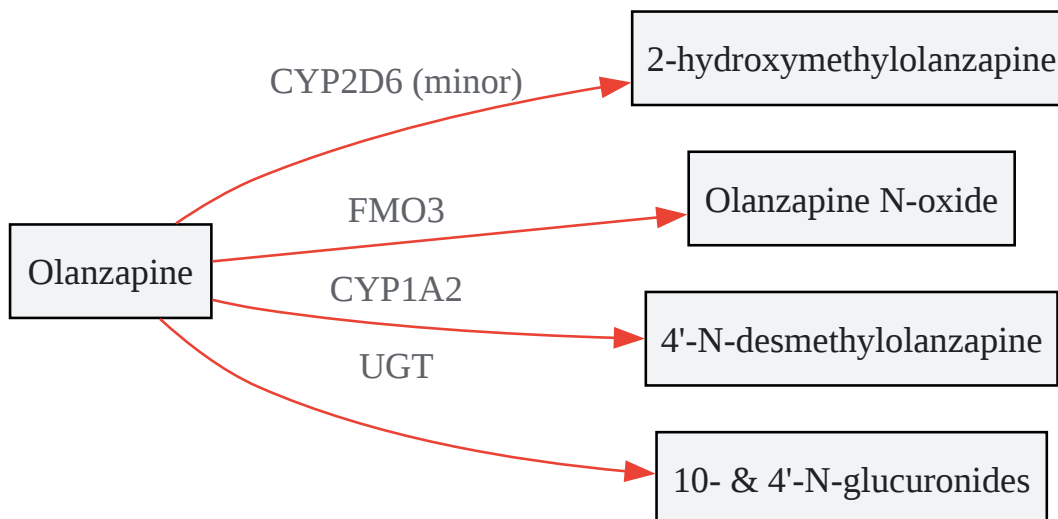 2-hydroxymethylolanzapine
CYP2D6 (minor)
Olanzapine N-oxide
FMO3
Olanzapine
CYP1A2
4'-N-desmethylolanzapine
UGT
10- & 4'-N-glucuronides